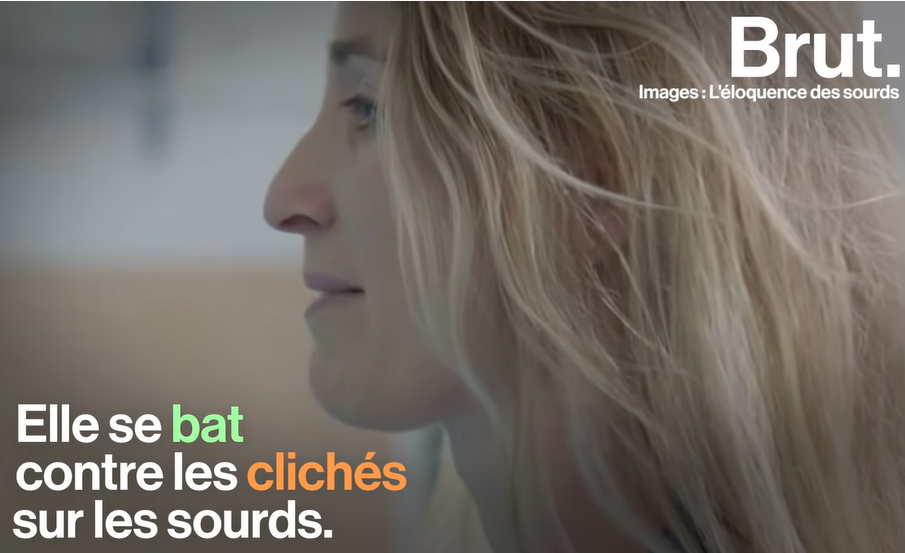 Brut.
Images : L'éloquence des sourds
Elle se bat
contre les clichés
sur les sourds.